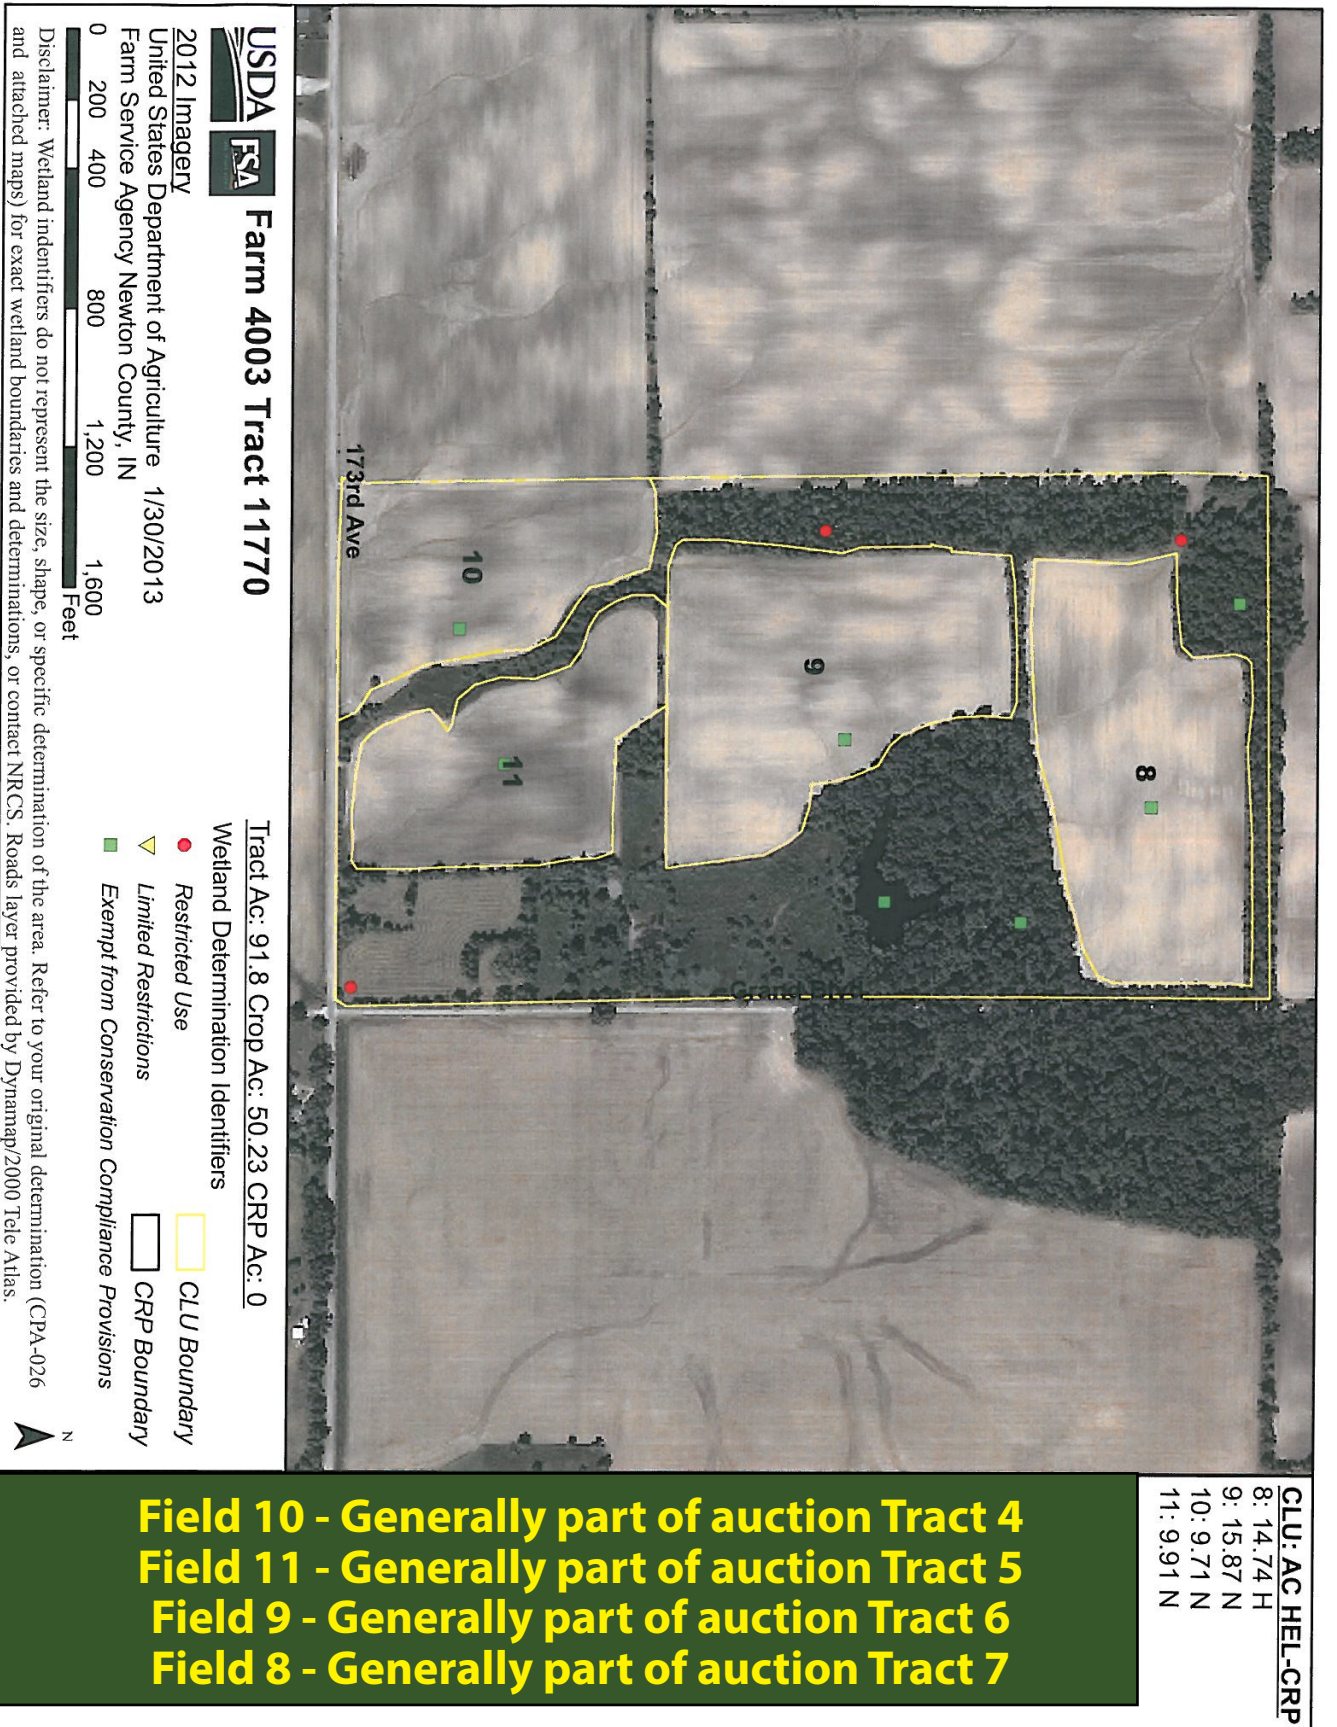 CLU: AC HEL-CRP
8: 14.74 H
9: 15.87 N
10: 9.71 N
11: 9.91 N
8
9
10
11
173rd Ave
Grant Blvd
USDA FSA Farm 4003 Tract 11770
Tract Ac: 91.8 Crop Ac: 50.23 CRP Ac: 0
2012 Imagery
United States Department of Agriculture 1/30/2013
Farm Service Agency Newton County, IN
0 200 400 800 1,200 1,600
Feet
Wetland Determination Identifiers
Restricted Use
Limited Restrictions
Exempt from Conservation Compliance Provisions
CLU Boundary
CRP Boundary
N
Disclaimer: Wetland indentifiers do not represent the size, shape, or specific determination of the area. Refer to your original determination (CPA-026
and attached maps) for exact wetland boundaries and determinations, or contact NRCS. Roads layer provided by Dynamap/2000 Tele Atlas.
Field 10 - Generally part of auction Tract 4
Field 11 - Generally part of auction Tract 5
Field 9 - Generally part of auction Tract 6
Field 8 - Generally part of auction Tract 7